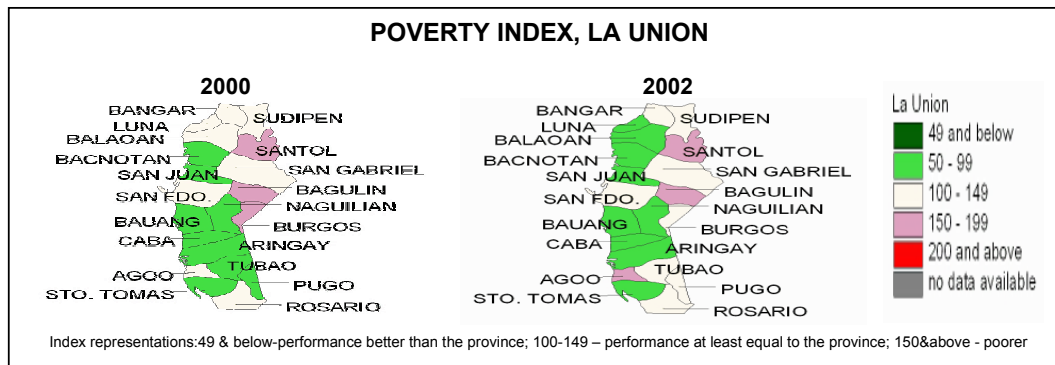 POVERTY INDEX, LA UNION
2000
BANGAR
SUDIPEN
LUNA
BALAOAN
SANTOL
BACNOTAN
SAN GABRIEL
SAN JUAN
BAGULIN
SAN FDO.
NAGUILIAN
BAUANG
BURGOS
CABA
ARINGAY
TUBAO
AGOO
PUGO
STO. TOMAS
ROSARIO
2002
BANGAR
SUDIPEN
LUNA
BALAOAN
SANTOL
BACNOTAN
SAN GABRIEL
SAN JUAN
BAGULIN
SAN FDO.
NAGUILIAN
BAUANG
BURGOS
CABA
ARINGAY
TUBAO
AGOO
PUGO
STO. TOMAS
ROSARIO
La Union
49 and below
50 - 99
100 - 149
150 - 199
200 and above
no data available
Index representations:49 & below-performance better than the province; 100-149 – performance at least equal to the province; 150&above - poorer